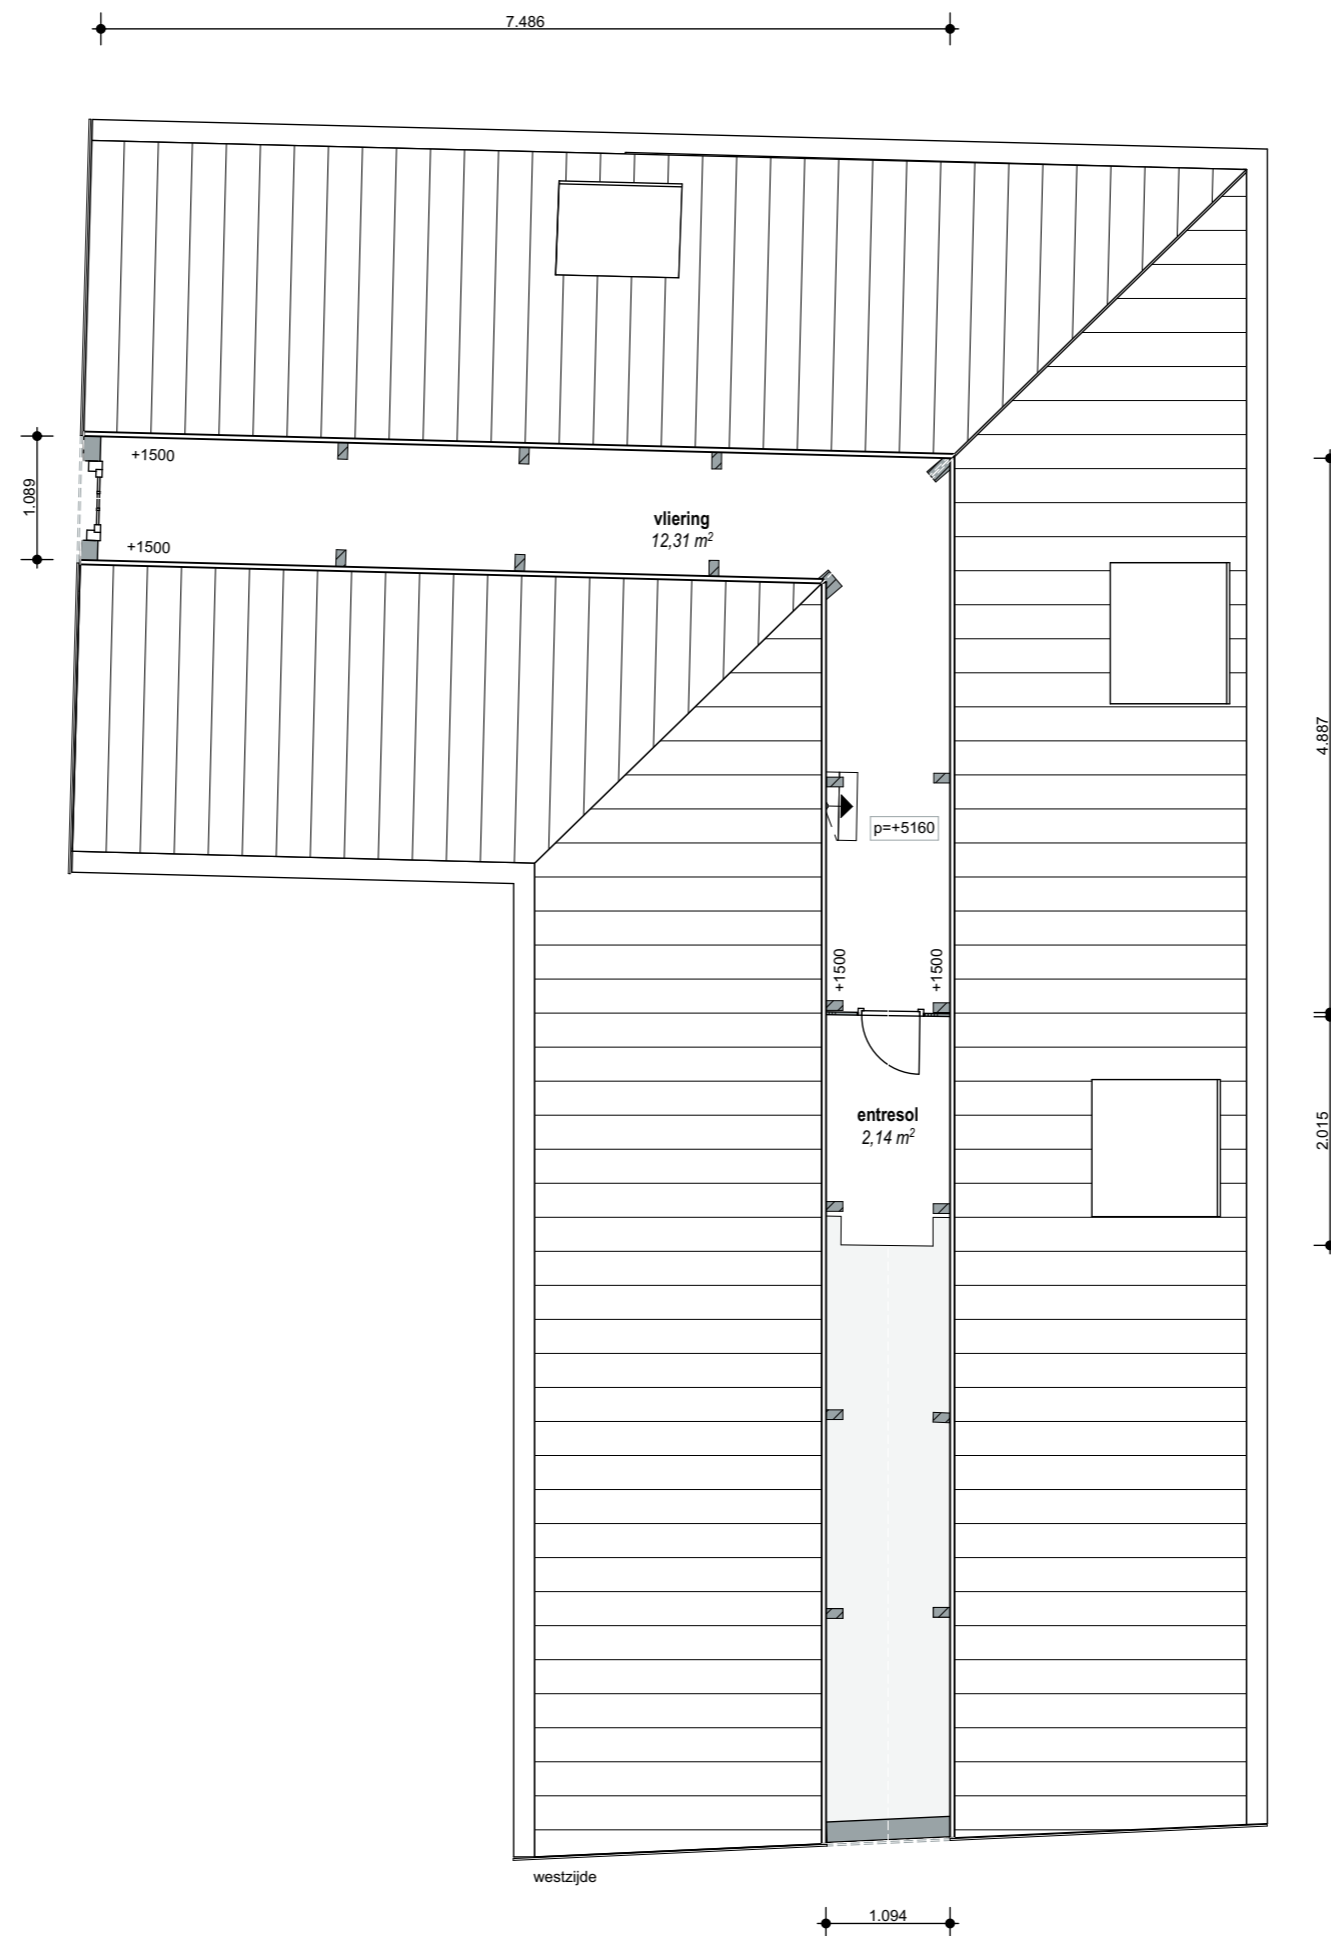 7.486
+1500
1.089
vliering
12,31 m²
+1500
4.887
p=+5160
+1500
+1500
entresol
2,14 m²
2.015
westzijde
1.094